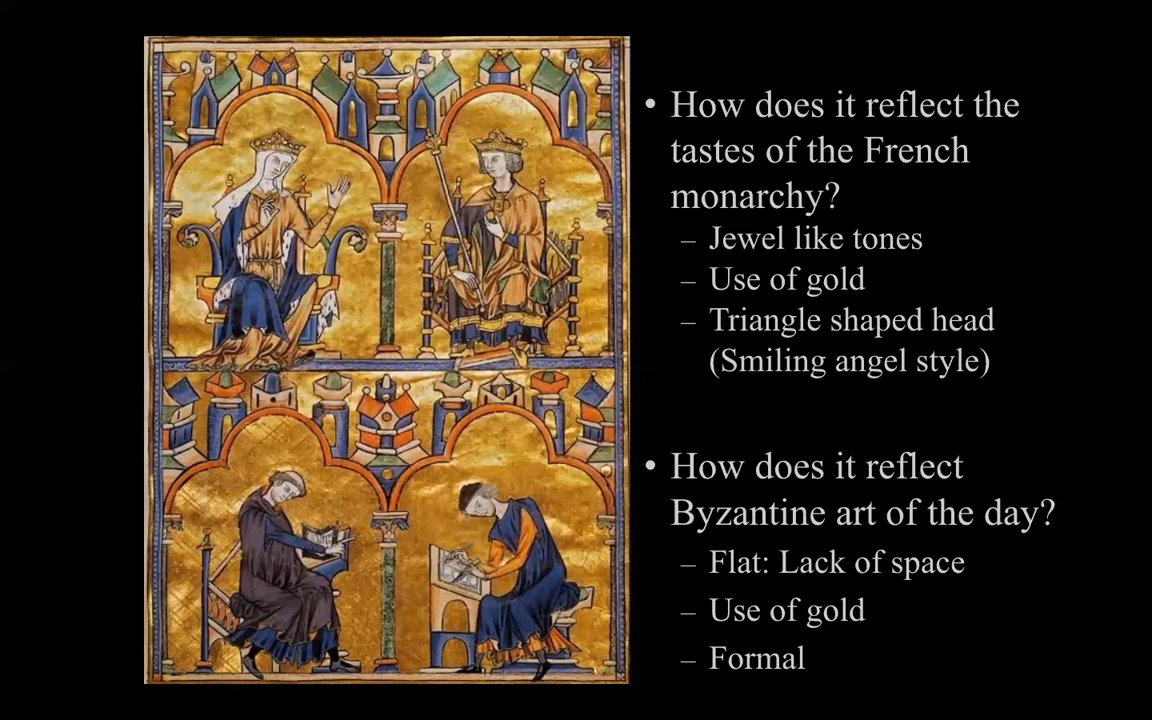 • How does it reflect the
tastes of the French
monarchy?
– Jewel like tones
– Use of gold
– Triangle shaped head
(Smiling angel style)
• How does it reflect
Byzantine art of the day?
– Flat: Lack of space
– Use of gold
– Formal